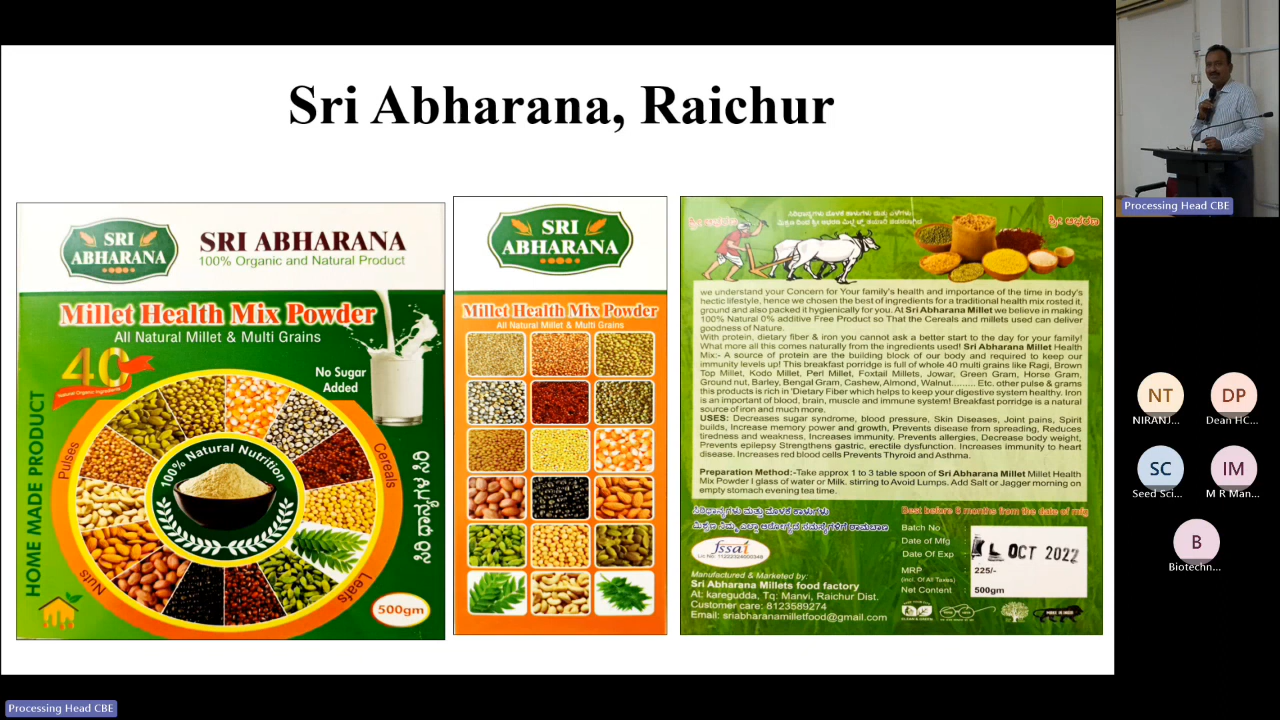 Sri Abharana, Raichur
SRI
ABHARANA
SRI ABHARANA
100% Organic and Natural Product
Millet Health Mix Powder
All Natural Millet & Multi Grains
40
Natural Organic Ingredients
No Sugar
Added
HOME MADE PRODUCT
Pulses
Cereals
Nuts
Leafs
100% Natural Nutrition
ಸಿರಿ ಧಾನ್ಯಗಳ ಸಿರಿ
500gm
SRI
ABHARANA
Millet Health Mix Powder
All Natural Millet & Multi Grains
ಶ್ರೀ ಆಭರಣ
ಶ್ರೀ ಆಭರಣ
we understand your Concern for Your family's health and importance of the time in body's
hectic lifestyle, hence we chosen the best of ingredients for a traditional health mix rosted it,
ground and also packed it hygienically for you. At Sri Abharana Millet we believe in making
100% Natural 0% additive Free Product so That the Cereals and millets used can deliver
goodness of Nature.
With protein, dietary fiber & iron you cannot ask a better start to the day for your family!
What more all this comes naturally from the ingredients used! Sri Abharana Millet Health
Mix:- A source of protein are the building block of our body and required to keep our
immunity levels up! This breakfast porridge is full of whole 40 multi grains like Ragi, Brown
Top Millet, Kodo Millet, Perl Millet, Foxtail Millets, Jowar, Green Gram, Horse Gram,
Ground nut, Barley, Bengal Gram, Cashew, Almond, Walnut......... Etc. other pulse & grams
this products is rich in 'Dietary Fiber which helps to keep your digestive system healthy. Iron
is an important of blood, brain, muscle and immune system! Breakfast porridge is a natural
source of iron and much more.
USES: Decreases sugar syndrome, blood pressure, Skin Diseases, Joint pains, Spirit
builds, Increase memory power and growth, Prevents disease from spreading, Reduces
tiredness and weakness, Increases immunity. Prevents allergies, Decrease body weight,
Prevents epilepsy Strengthens gastric, erectile dysfunction. Increases immunity to heart
disease. Increases red blood cells Prevents Thyroid and Asthma.
Preparation Method:-Take approx 1 to 3 table spoon of Sri Abharana Millet Millet Health
Mix Powder I glass of water or Milk. stirring to Avoid Lumps. Add Salt or Jagger morning on
empty stomach evening tea time.
Best before 6 months from the date of mfg
fssai
Lic No: 11222324000348
Batch No :
Date of Mfg :
Date Of Exp :
OCT 2022
MRP : 225/-
(incl. Of All Taxes)
Net Content : 500gm
Manufactured & Marketed by:
Sri Abharana Millets food factory
At: karegudda, Tq: Manvi, Raichur Dist.
Customer care: 8123589274
Email: sriabharanamilletfood@gmail.com
MAKE IN INDIA
Processing Head CBE
NT
NIRANJ...
DP
Dean HC...
SC
Seed Sci...
IM
M R Man...
B
Biotechn...
Processing Head CBE